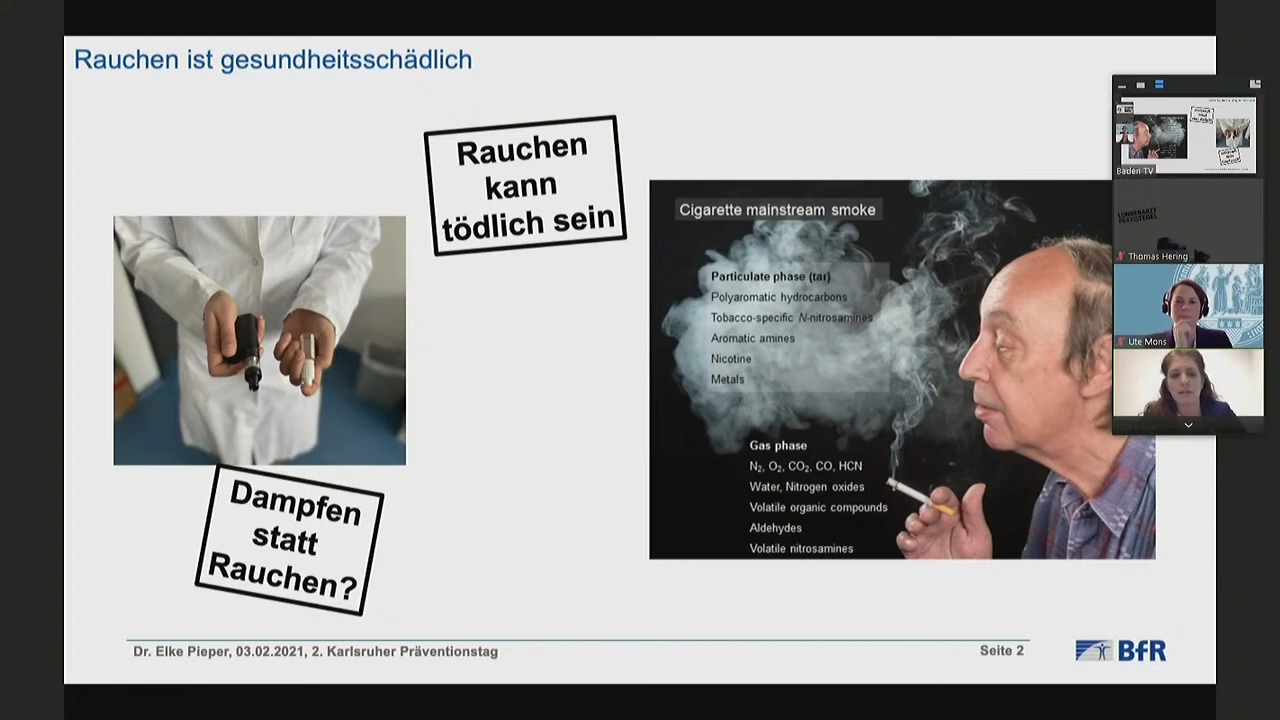 Rauchen ist gesundheitsschädlich
Rauchen
kann
tödlich sein
Cigarette mainstream smoke
Particulate phase (tar)
Polyaromatic hydrocarbons
Tobacco-specific N-nitrosamines
Aromatic amines
Nicotine
Metals
Gas phase
N₂, O₂, CO₂, CO, HCN
Water, Nitrogen oxides
Volatile organic compounds
Aldehydes
Volatile nitrosamines
Dampfen
statt
Rauchen?
Baden TV
LUNGENARZT
PRAXISTEGEL
Thomas Hering
Ute Mons
Dr. Elke Pieper, 03.02.2021, 2. Karlsruher Präventionstag
Seite 2
BfR